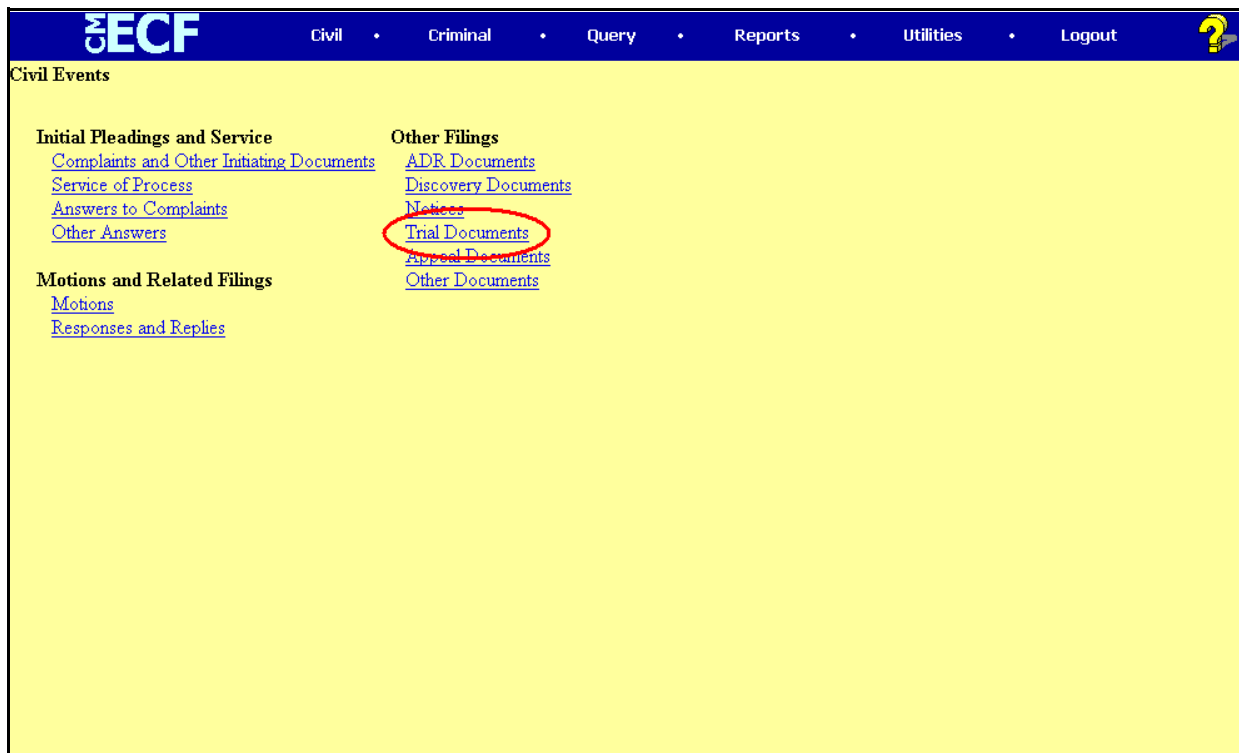 CM ECF Civil • Criminal • Query • Reports • Utilities • Logout ?
Civil Events
Initial Pleadings and Service
Complaints and Other Initiating Documents
Service of Process
Answers to Complaints
Other Answers
Motions and Related Filings
Motions
Responses and Replies
Other Filings
ADR Documents
Discovery Documents
Notices
Trial Documents
Appeal Documents
Other Documents